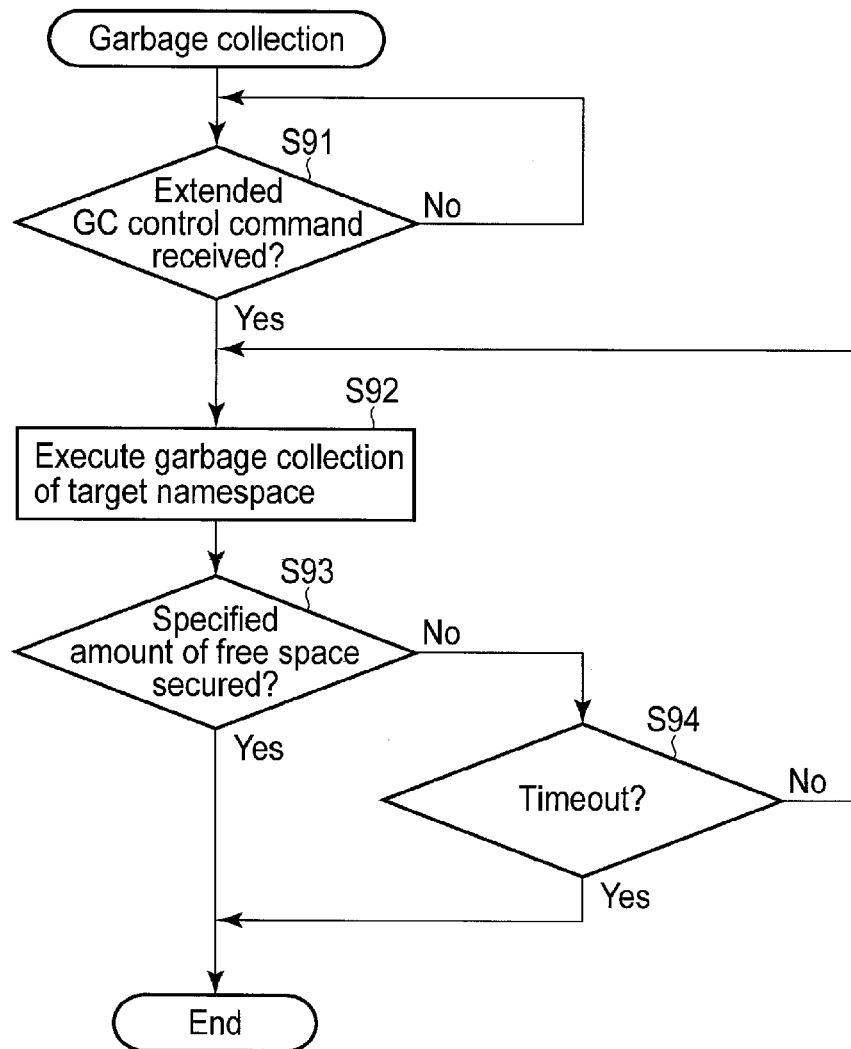 Garbage collection
S91
Extended
GC control command
received?
No
Yes
S92
Execute garbage collection
of target namespace
S93
Specified
amount of free space
secured?
No
Yes
S94
Timeout?
No
Yes
End